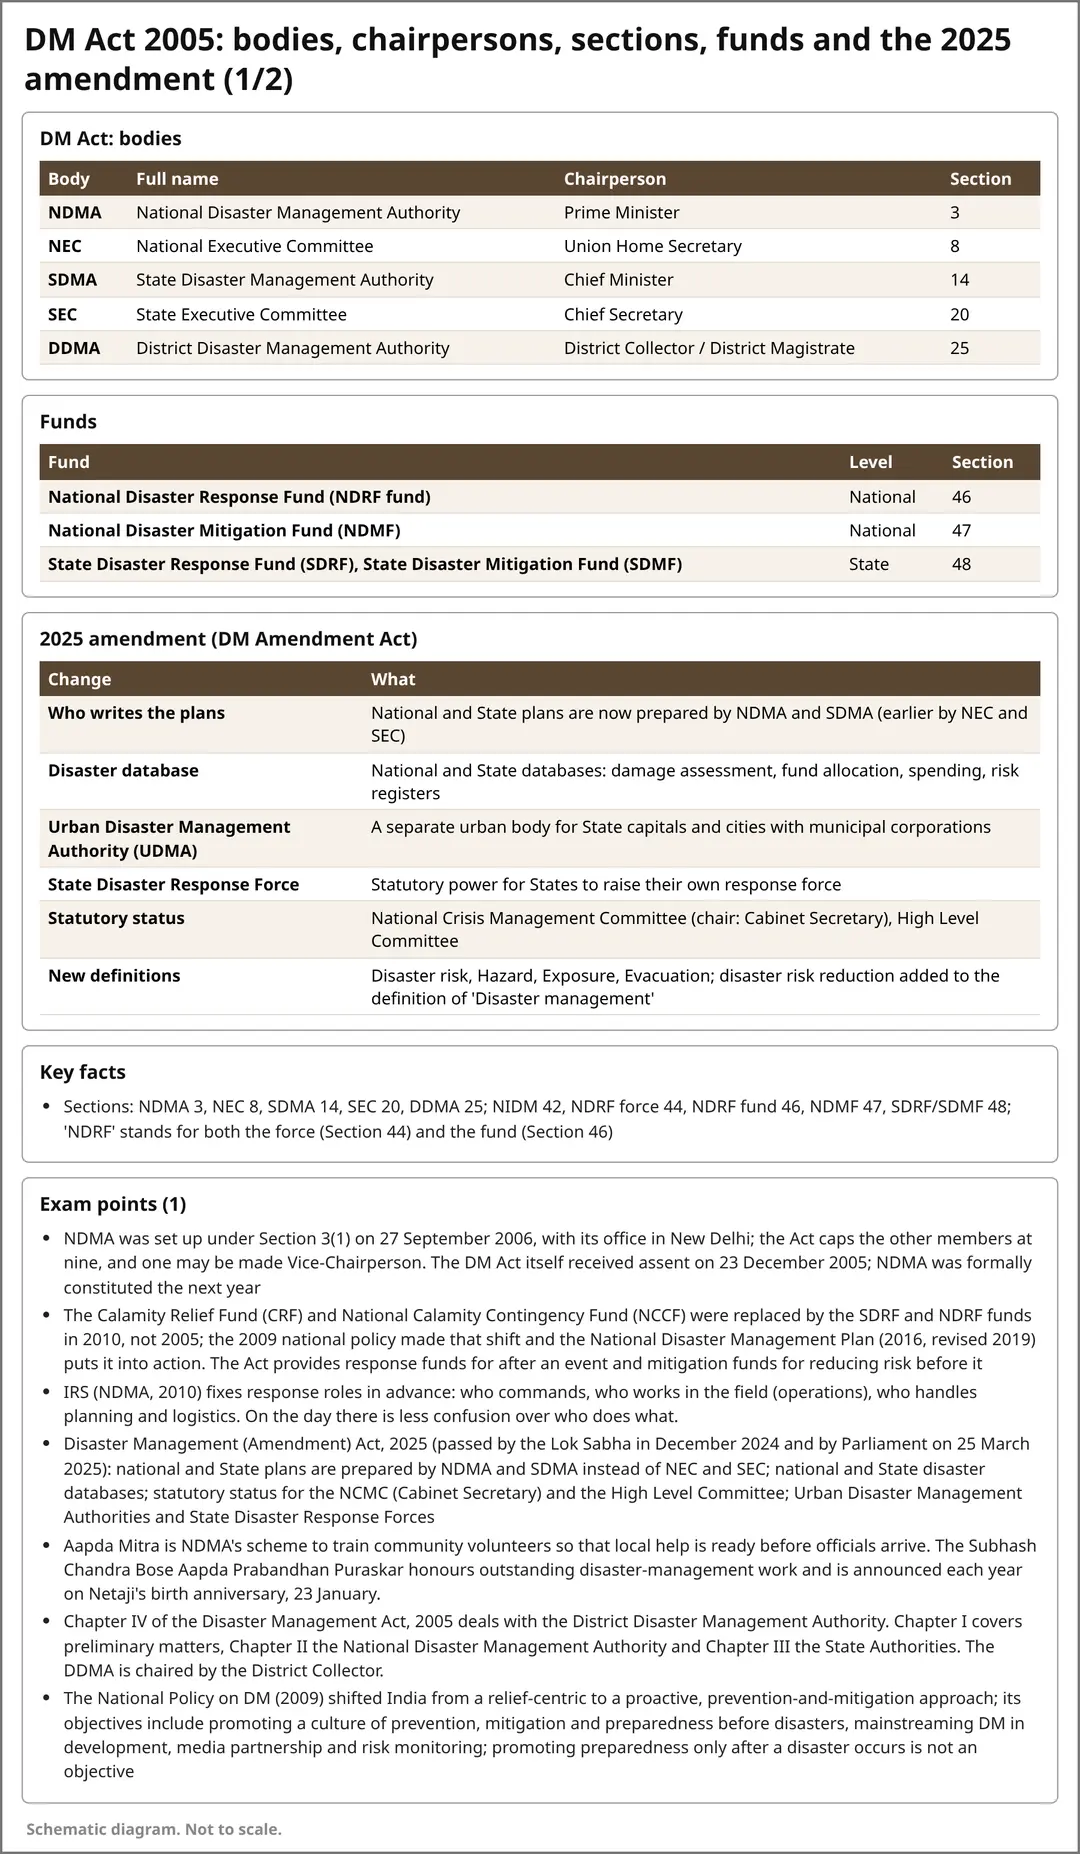 DM Act 2005: bodies, chairpersons, sections, funds and the 2025
amendment (1/2)
DM Act: bodies
Body Full name Chairperson Section
NDMA National Disaster Management Authority Prime Minister 3
NEC National Executive Committee Union Home Secretary 8
SDMA State Disaster Management Authority Chief Minister 14
SEC State Executive Committee Chief Secretary 20
DDMA District Disaster Management Authority District Collector / District Magistrate 25
Funds
Fund Level Section
National Disaster Response Fund (NDRF fund) National 46
National Disaster Mitigation Fund (NDMF) National 47
State Disaster Response Fund (SDRF), State Disaster Mitigation Fund (SDMF) State 48
2025 amendment (DM Amendment Act)
Change What
Who writes the plans National and State plans are now prepared by NDMA and SDMA (earlier by NEC and
SEC)
Disaster database National and State databases: damage assessment, fund allocation, spending, risk
registers
Urban Disaster Management A separate urban body for State capitals and cities with municipal corporations
Authority (UDMA)
State Disaster Response Force Statutory power for States to raise their own response force
Statutory status National Crisis Management Committee (chair: Cabinet Secretary), High Level
Committee
New definitions Disaster risk, Hazard, Exposure, Evacuation; disaster risk reduction added to the
definition of 'Disaster management'
Key facts
• Sections: NDMA 3, NEC 8, SDMA 14, SEC 20, DDMA 25; NIDM 42, NDRF force 44, NDRF fund 46, NDMF 47, SDRF/SDMF 48;
'NDRF' stands for both the force (Section 44) and the fund (Section 46)
Exam points (1)
• NDMA was set up under Section 3(1) on 27 September 2006, with its office in New Delhi; the Act caps the other members at
nine, and one may be made Vice-Chairperson. The DM Act itself received assent on 23 December 2005; NDMA was formally
constituted the next year
• The Calamity Relief Fund (CRF) and National Calamity Contingency Fund (NCCF) were replaced by the SDRF and NDRF funds
in 2010, not 2005; the 2009 national policy made that shift and the National Disaster Management Plan (2016, revised 2019)
puts it into action. The Act provides response funds for after an event and mitigation funds for reducing risk before it
• IRS (NDMA, 2010) fixes response roles in advance: who commands, who works in the field (operations), who handles
planning and logistics. On the day there is less confusion over who does what.
• Disaster Management (Amendment) Act, 2025 (passed by the Lok Sabha in December 2024 and by Parliament on 25 March
2025): national and State plans are prepared by NDMA and SDMA instead of NEC and SEC; national and State disaster
databases; statutory status for the NCMC (Cabinet Secretary) and the High Level Committee; Urban Disaster Management
Authorities and State Disaster Response Forces
• Aapda Mitra is NDMA's scheme to train community volunteers so that local help is ready before officials arrive. The Subhash
Chandra Bose Aapda Prabandhan Puraskar honours outstanding disaster-management work and is announced each year
on Netaji's birth anniversary, 23 January.
• Chapter IV of the Disaster Management Act, 2005 deals with the District Disaster Management Authority. Chapter I covers
preliminary matters, Chapter II the National Disaster Management Authority and Chapter III the State Authorities. The
DDMA is chaired by the District Collector.
• The National Policy on DM (2009) shifted India from a relief-centric to a proactive, prevention-and-mitigation approach; its
objectives include promoting a culture of prevention, mitigation and preparedness before disasters, mainstreaming DM in
development, media partnership and risk monitoring; promoting preparedness only after a disaster occurs is not an
objective
Schematic diagram. Not to scale.